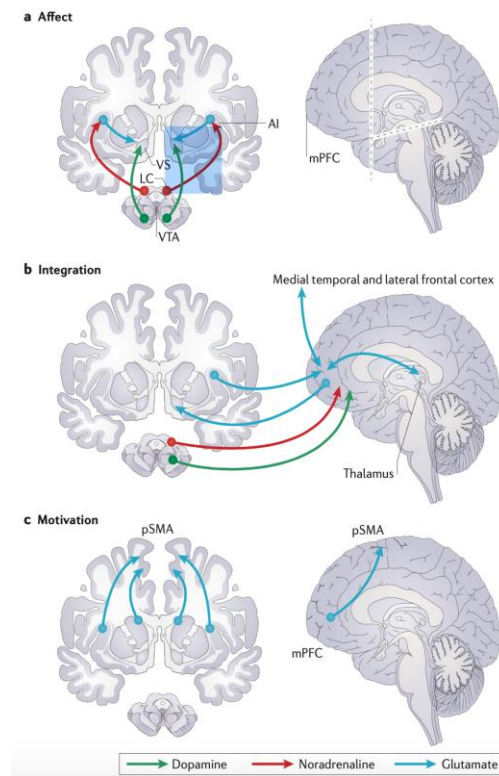 a Affect
AI
mPFC
VS
LC
VTA
b Integration
Medial temporal and lateral frontal cortex
Thalamus
c Motivation
pSMA
pSMA
mPFC
Dopamine
Noradrenaline
Glutamate